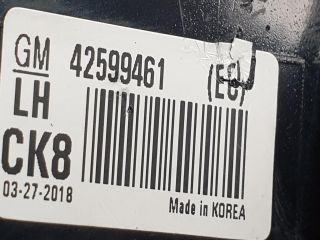 GM 42599461 (EC)
LH
CK8
03-27-2018 Made in KOREA